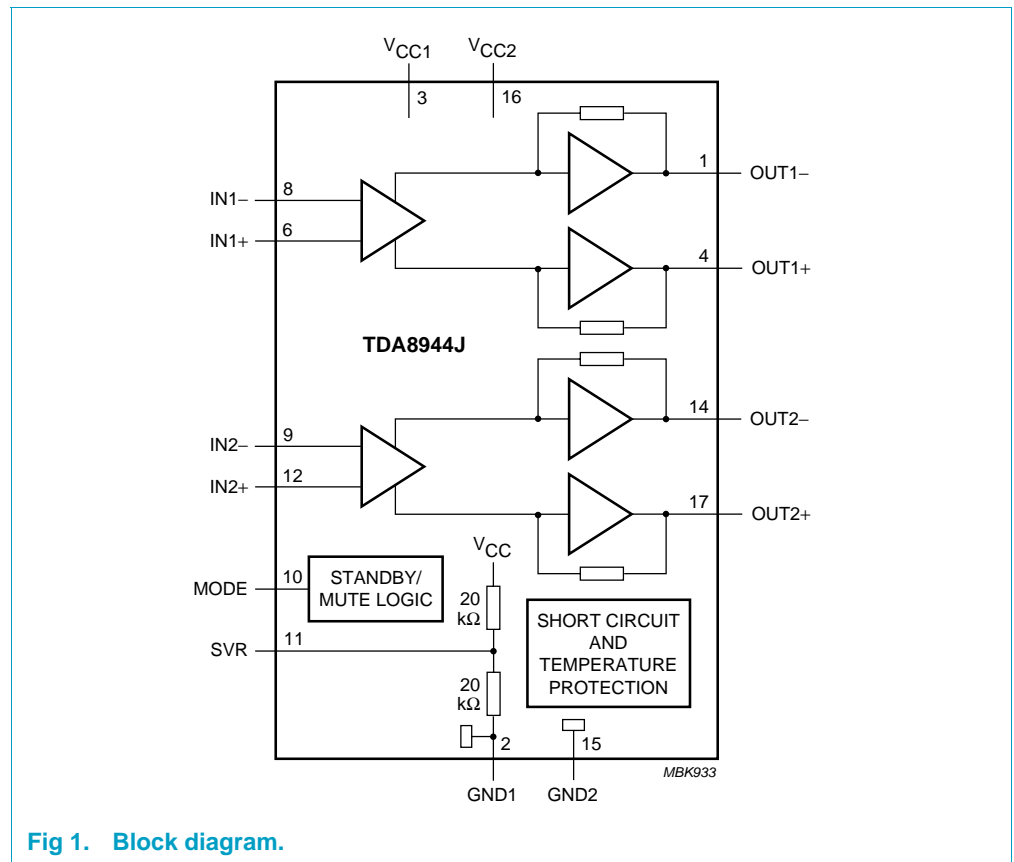 VCC1 VCC2
3 16
1 OUT1−
IN1− 8
IN1+ 6
4 OUT1+
TDA8944J
14 OUT2−
IN2− 9
IN2+ 12
17 OUT2+
VCC
MODE 10 STANDBY/
MUTE LOGIC
20
kΩ
SHORT CIRCUIT
AND
TEMPERATURE
PROTECTION
SVR 11
20
kΩ
2 15
MBK933
GND1 GND2
Fig 1. Block diagram.